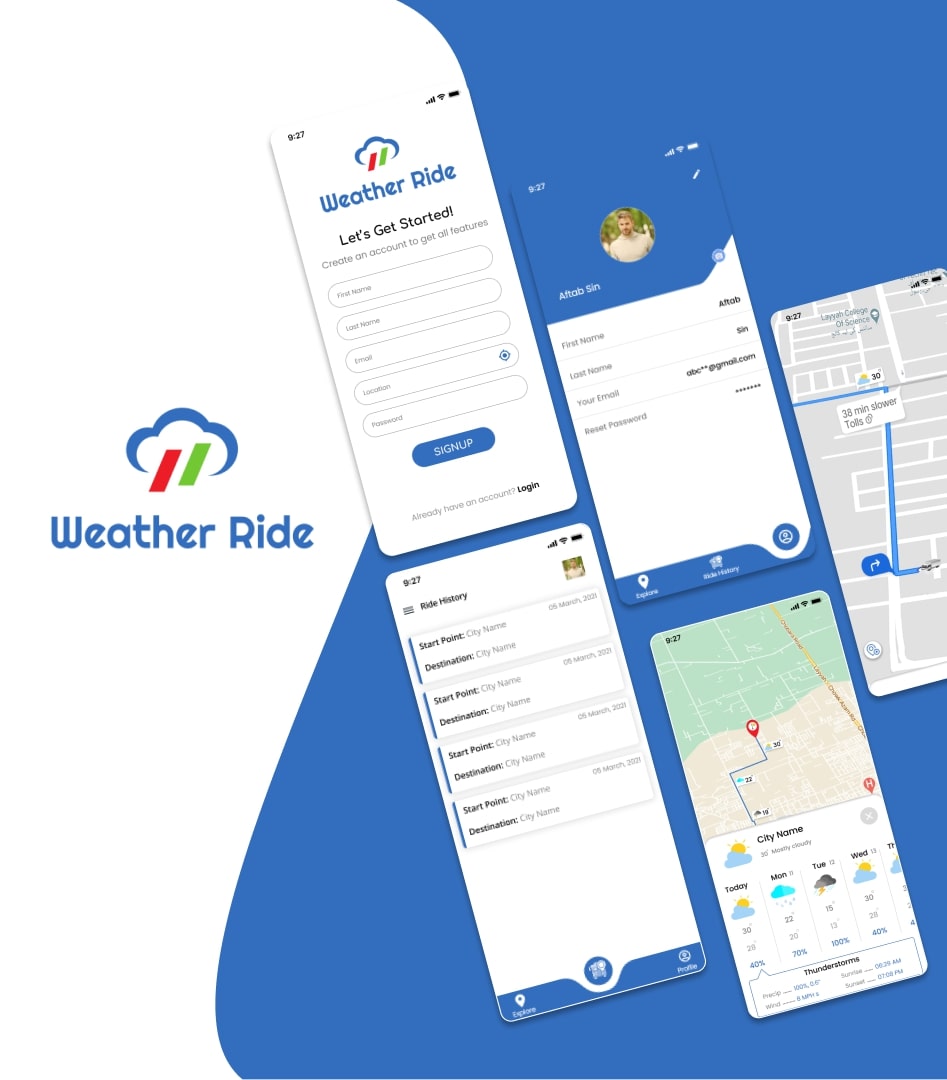 Weather Ride
9:27
Weather Ride
Let's Get Started!
Create an account to get all features
First Name
Last Name
Email
Location
Password
SIGNUP
Already have an account? Login
9:27
Aftab Sin
First Name Aftab
Last Name Sin
Your Email abc**@gmail.com
Reset Password *******
Explore
Ride History
9:27
Layyah College
Of Science
30°
38 min slower
Tolls
9:27
Ride History
05 March, 2021
Start Point: City Name
Destination: City Name
05 March, 2021
Start Point: City Name
Destination: City Name
05 March, 2021
Start Point: City Name
Destination: City Name
05 March, 2021
Start Point: City Name
Destination: City Name
Explore
Profile
9:27
Layyah - Chowk Azam Rd
30°
22°
19°
H
City Name
30° Mostly cloudy
Today Mon 11 Tue 12 Wed 13 Th
30° 22° 15° 30°
28° 20° 13° 28°
40% 70% 100% 40% 4
Thunderstorms
Precip 100%, 0.6" Sunrise 06:39 AM
Wind 6 MPH s Sunset 07:08 PM